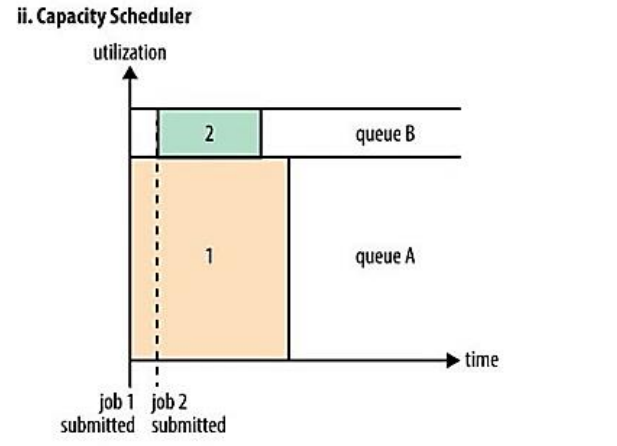 ii. Capacity Scheduler
utilization
2
queue B
1
queue A
time
job 1
submitted
job 2
submitted